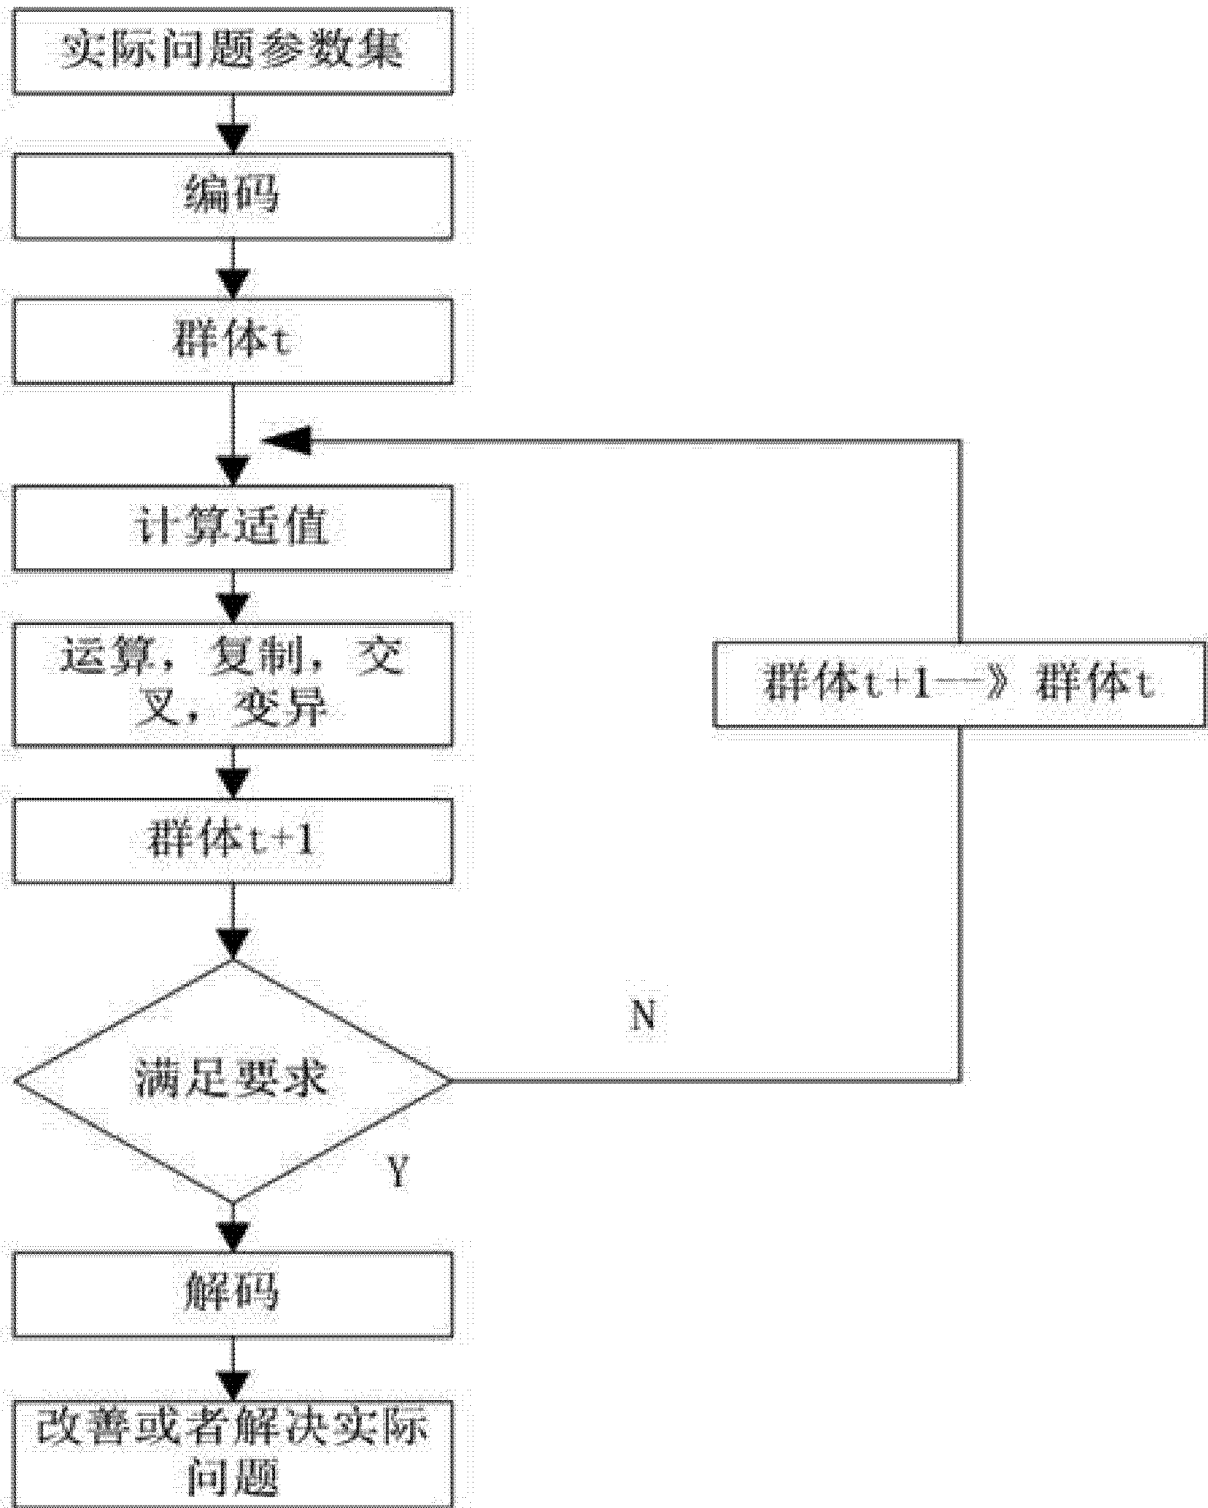 实际问题参数集
编码
群体t
计算适值
运算，复制，交
叉，变异
群体t+1—》群体t
群体t+1
N
满足要求
Y
解码
改善或者解决实际
问题